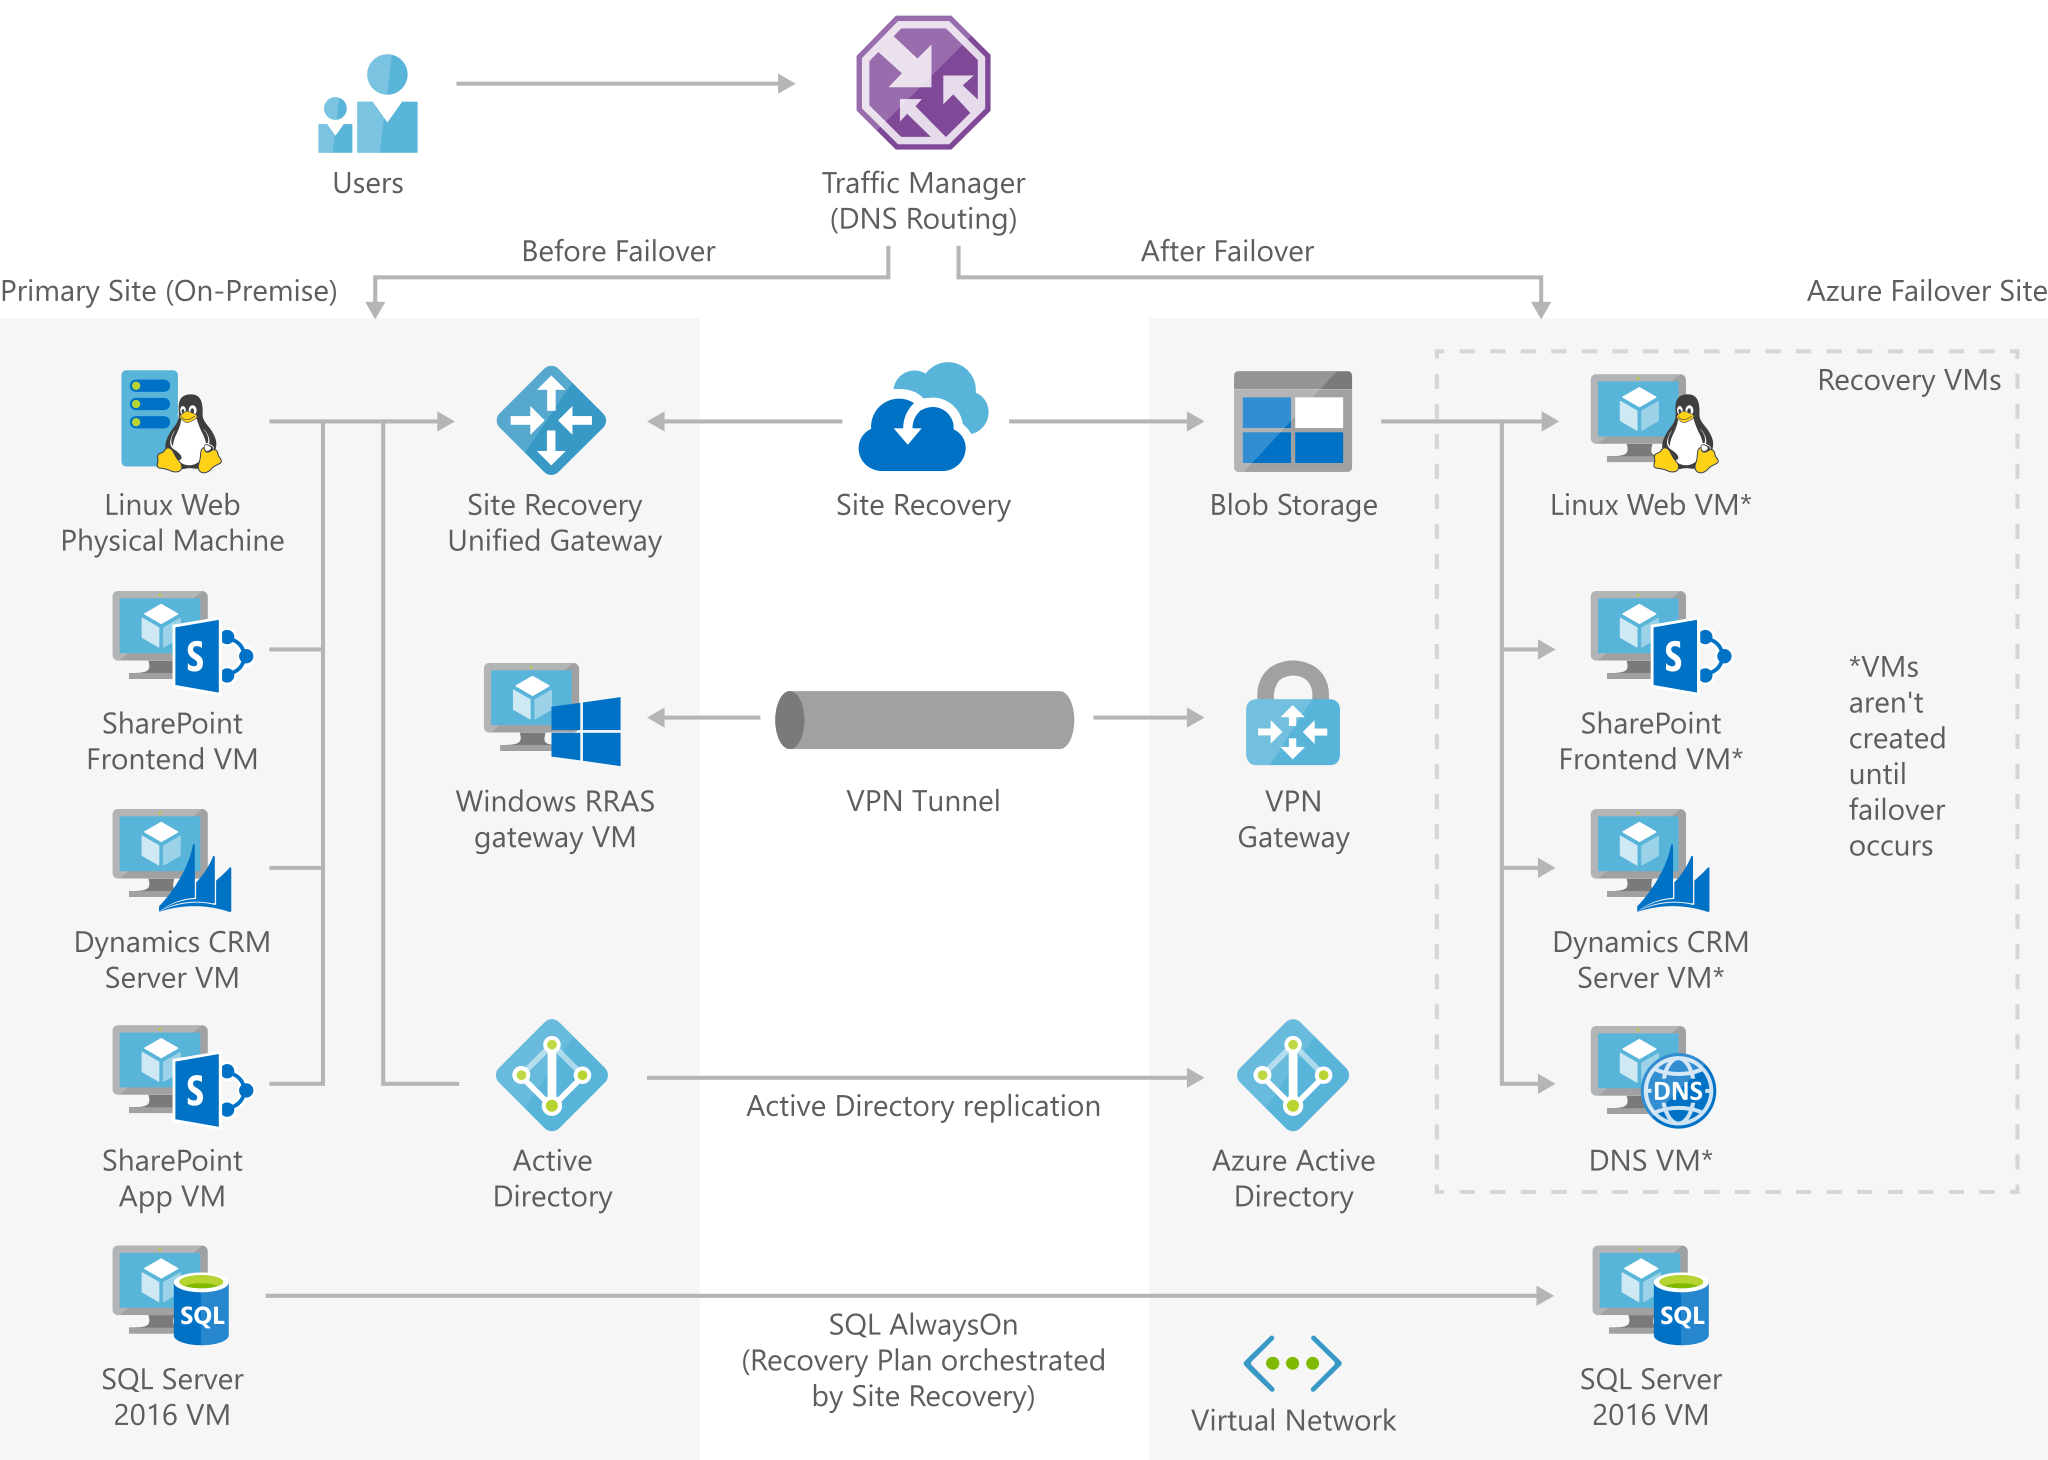 Users
Traffic Manager
(DNS Routing)
Before Failover
After Failover
Primary Site (On-Premise)
Azure Failover Site
Recovery VMs
Linux Web
Physical Machine
Site Recovery
Unified Gateway
Site Recovery
Blob Storage
Linux Web VM*
S
SharePoint
Frontend VM
Windows RRAS
gateway VM
VPN Tunnel
VPN
Gateway
S
SharePoint
Frontend VM*
*VMs
aren't
created
until
failover
occurs
Dynamics CRM
Server VM
Dynamics CRM
Server VM*
S
SharePoint
App VM
Active
Directory
Active Directory replication
Azure Active
Directory
DNS
DNS VM*
SQL
SQL Server
2016 VM
SQL AlwaysOn
(Recovery Plan orchestrated
by Site Recovery)
Virtual Network
SQL
SQL Server
2016 VM